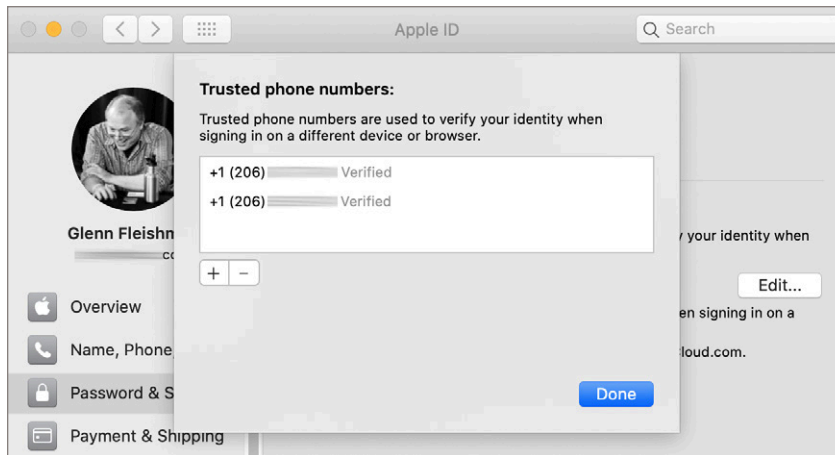 Apple ID
Search
Trusted phone numbers:
Trusted phone numbers are used to verify your identity when
signing in on a different device or browser.
+1 (206) Verified
+1 (206) Verified
+ −
Done
Glenn Fleishm
Overview
Name, Phone,
Password & S
Payment & Shipping
your identity when
Edit...
en signing in on a
loud.com.